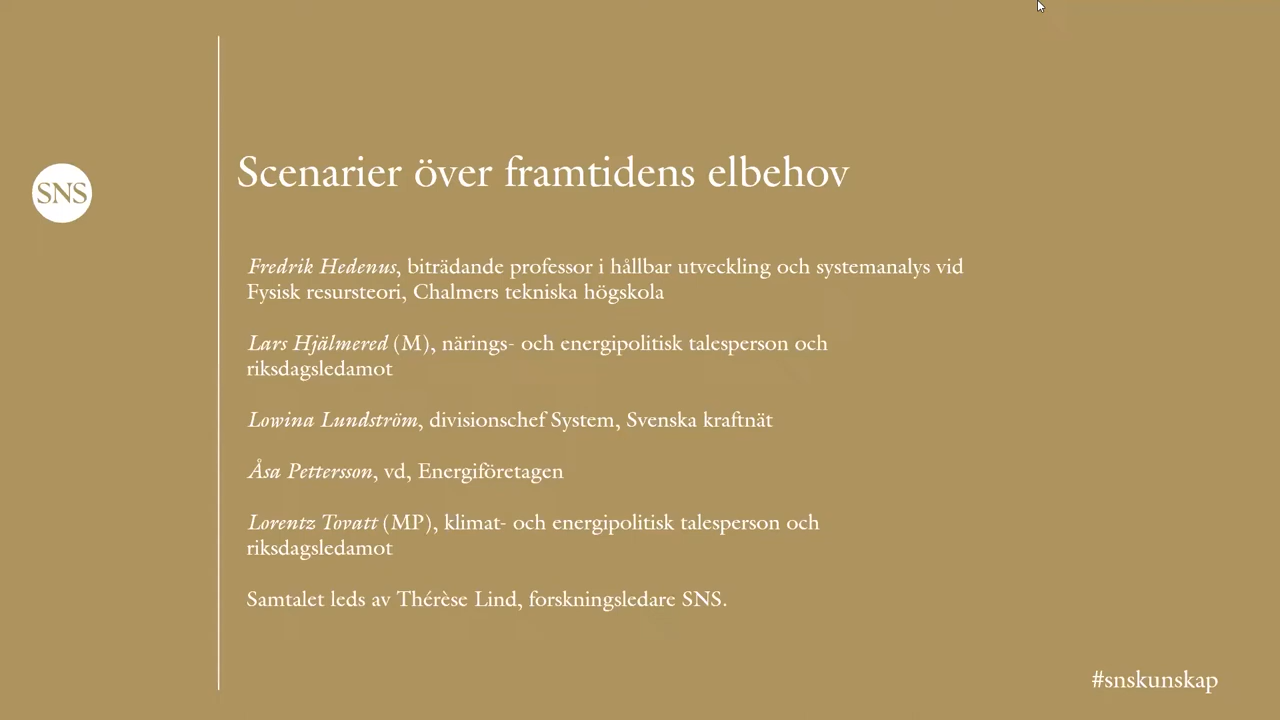 SNS
Scenarier över framtidens elbehov
Fredrik Hedenus, biträdande professor i hållbar utveckling och systemanalys vid
Fysisk resursteori, Chalmers tekniska högskola
Lars Hjälmered (M), närings- och energipolitisk talesperson och
riksdagsledamot
Lowina Lundström, divisionschef System, Svenska kraftnät
Åsa Pettersson, vd, Energiföretagen
Lorentz Tovatt (MP), klimat- och energipolitisk talesperson och
riksdagsledamot
Samtalet leds av Thérèse Lind, forskningsledare SNS.
#snskunskap